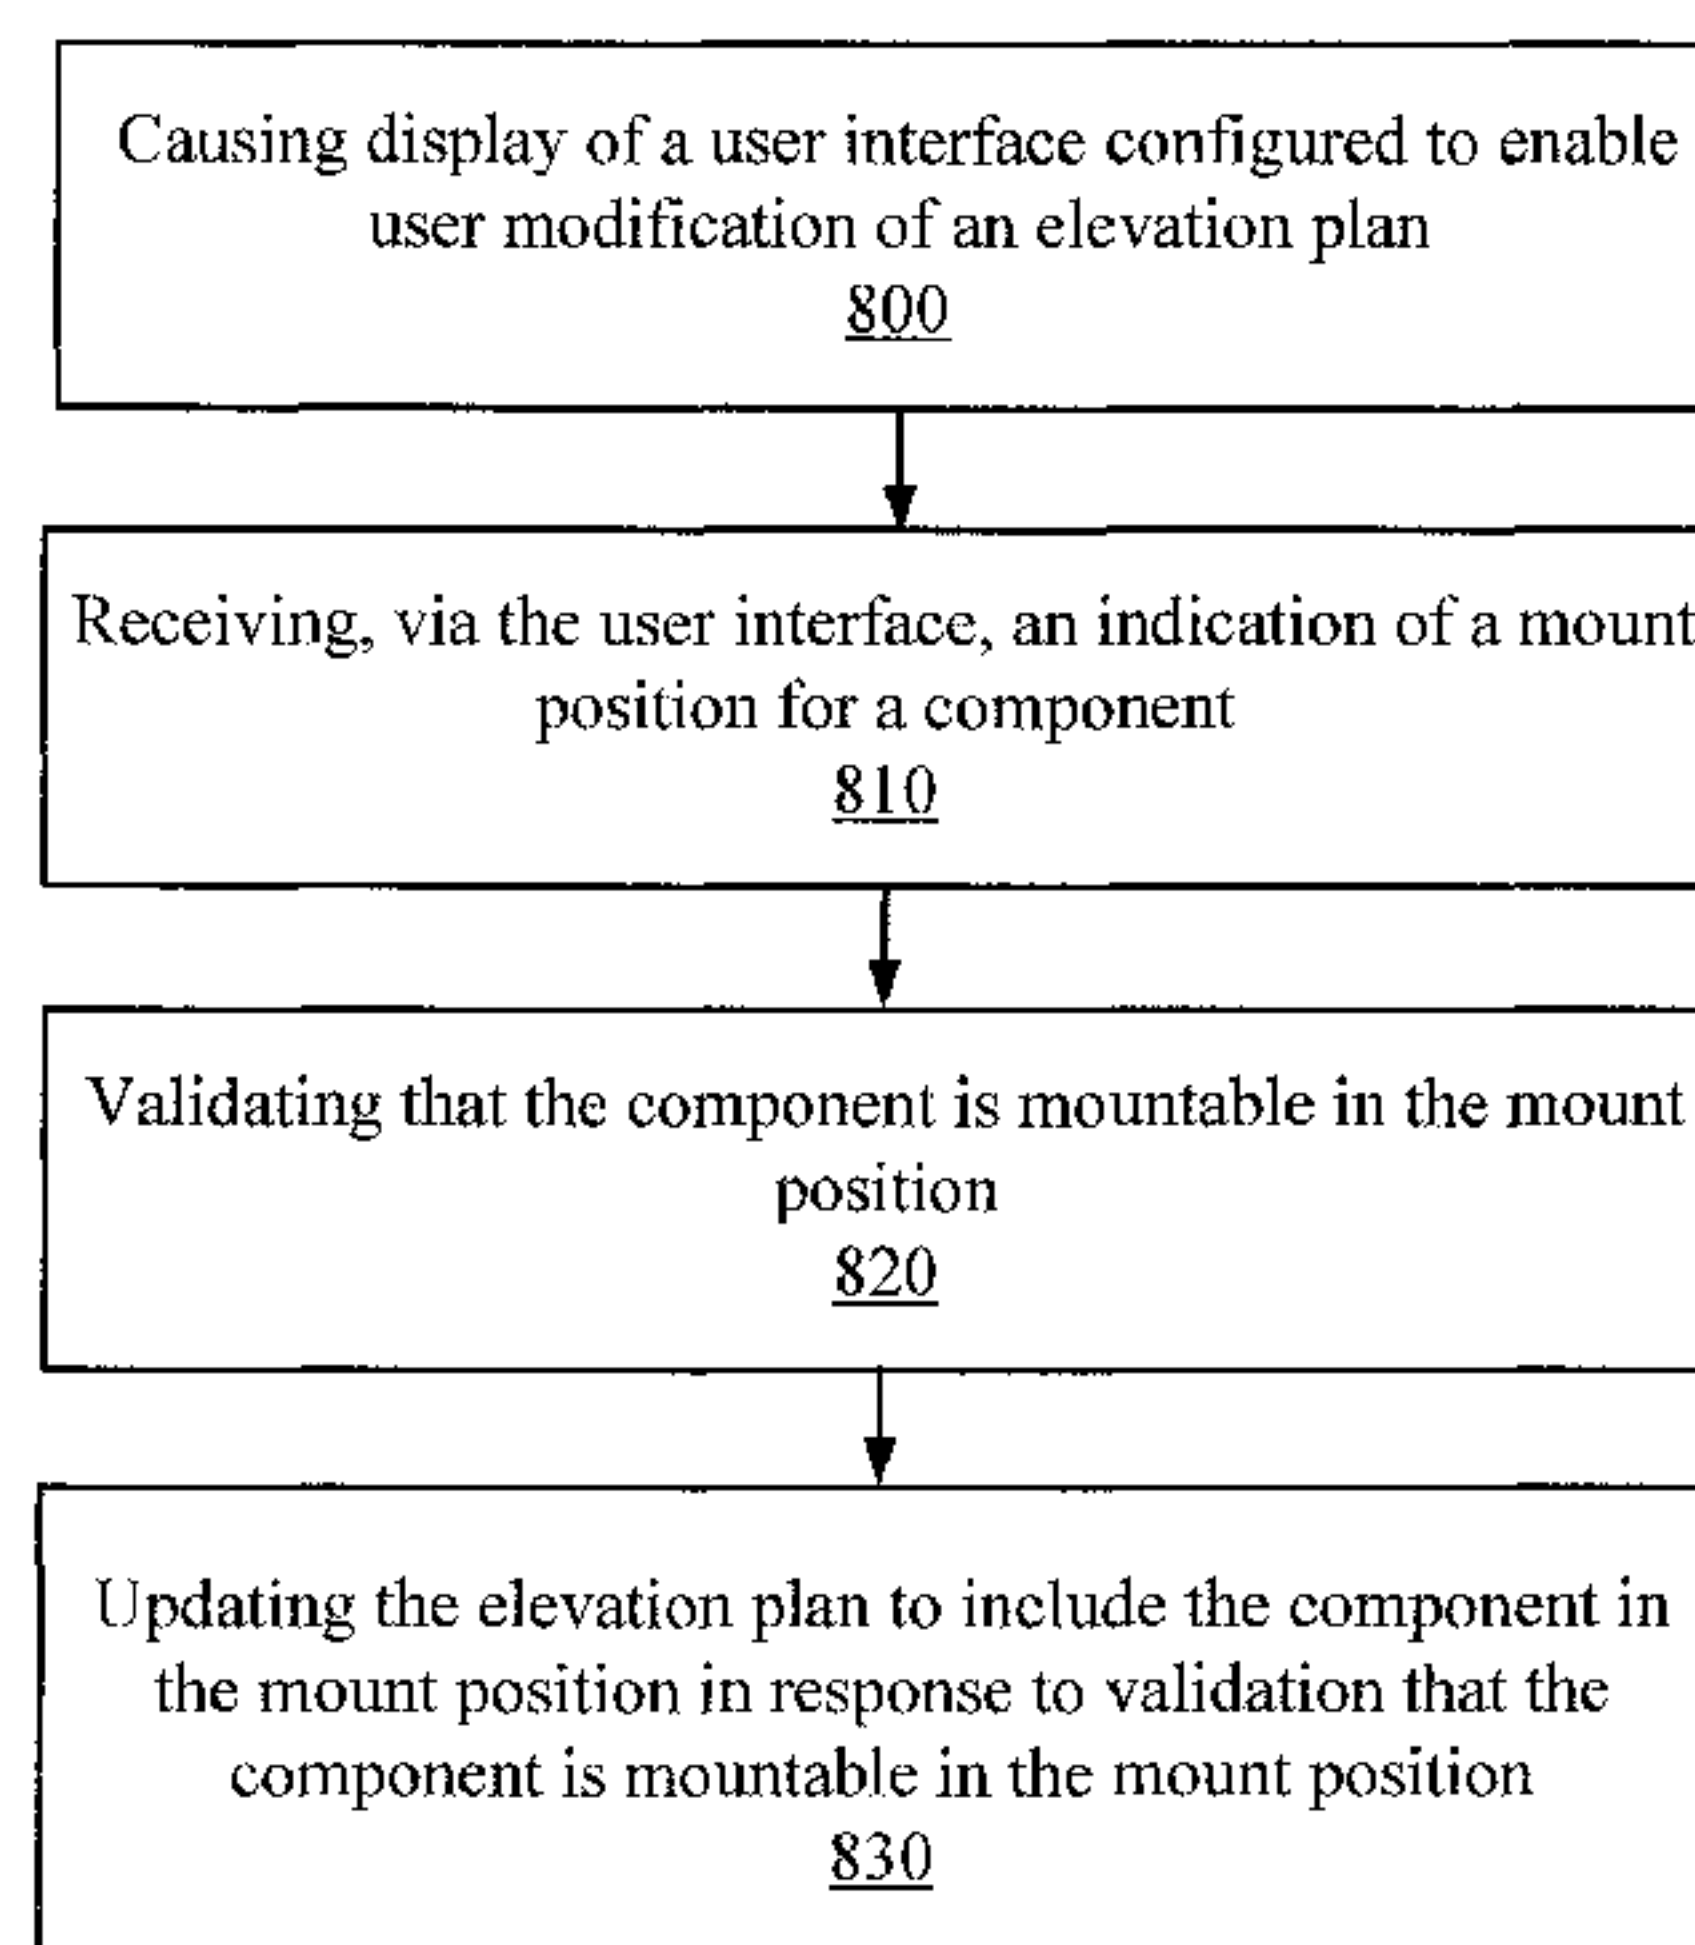 Causing display of a user interface configured to enable
user modification of an elevation plan
800
Receiving, via the user interface, an indication of a mount
position for a component
810
Validating that the component is mountable in the mount
position
820
Updating the elevation plan to include the component in
the mount position in response to validation that the
component is mountable in the mount position
830